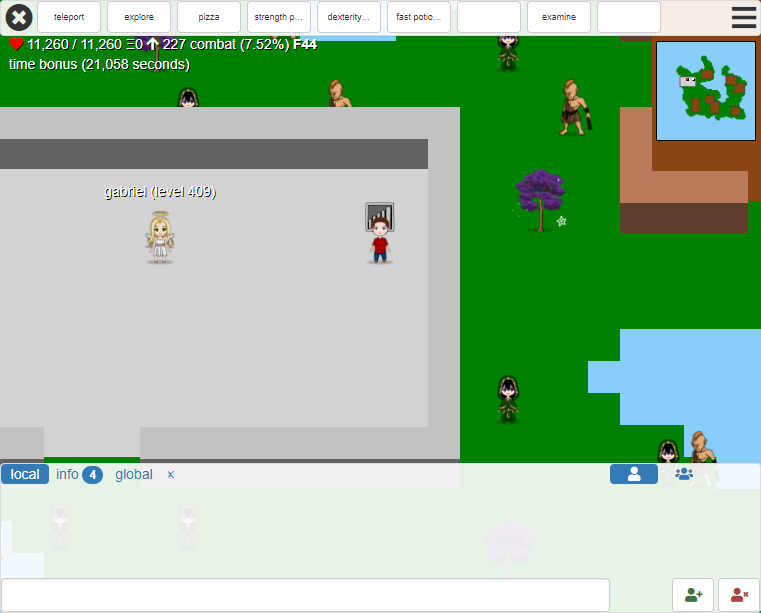 teleport
explore
pizza
strength p...
dexterity...
fast potio...
examine
11,260 / 11,260 0 227 combat (7.52%) F44
time bonus (21,058 seconds)
gabriel (level 409)
local
info 4
global
×